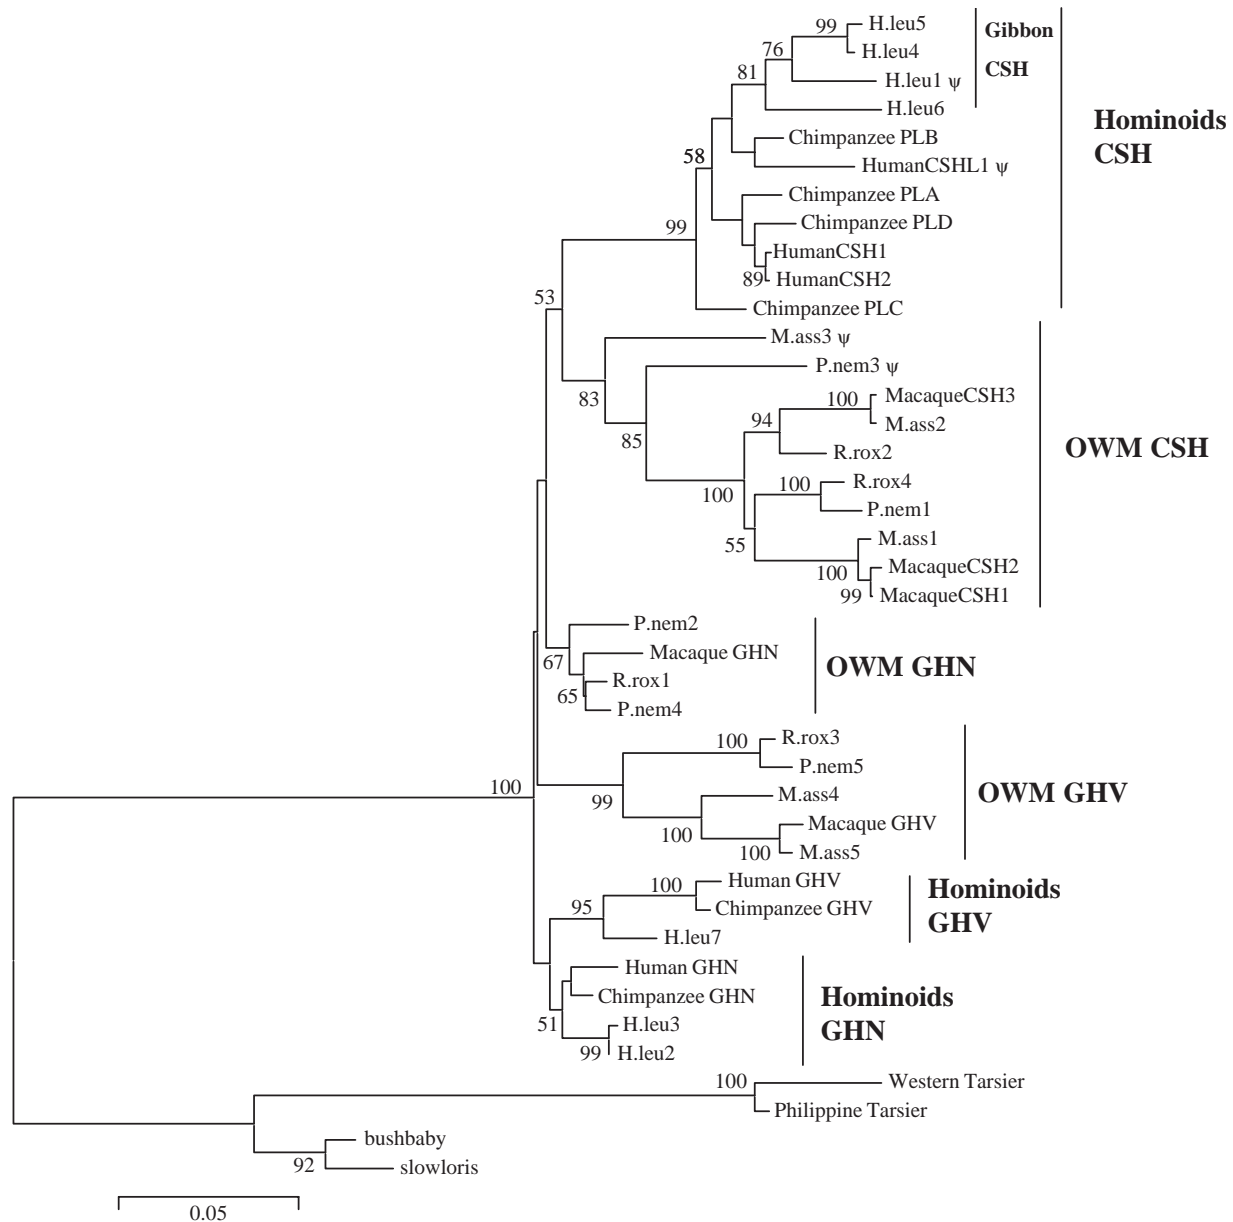 H.leu5
99
Gibbon
H.leu4
76
CSH
81
H.leu1 ψ
H.leu6
Hominoids
CSH
Chimpanzee PLB
58
HumanCSHL1 ψ
Chimpanzee PLA
Chimpanzee PLD
99
HumanCSH1
89
HumanCSH2
53
Chimpanzee PLC
M.ass3 ψ
P.nem3 ψ
83
100
MacaqueCSH3
94
M.ass2
85
OWM CSH
R.rox2
100
R.rox4
100
P.nem1
55
M.ass1
100
MacaqueCSH2
99
MacaqueCSH1
P.nem2
67
Macaque GHN
OWM GHN
65
R.rox1
P.nem4
100
R.rox3
P.nem5
100
99
M.ass4
OWM GHV
Macaque GHV
100
100
M.ass5
100
Human GHV
Hominoids
GHV
95
Chimpanzee GHV
H.leu7
Human GHN
Chimpanzee GHN
Hominoids
GHN
51
H.leu3
99
H.leu2
100
Western Tarsier
Philippine Tarsier
bushbaby
92
slowloris
0.05